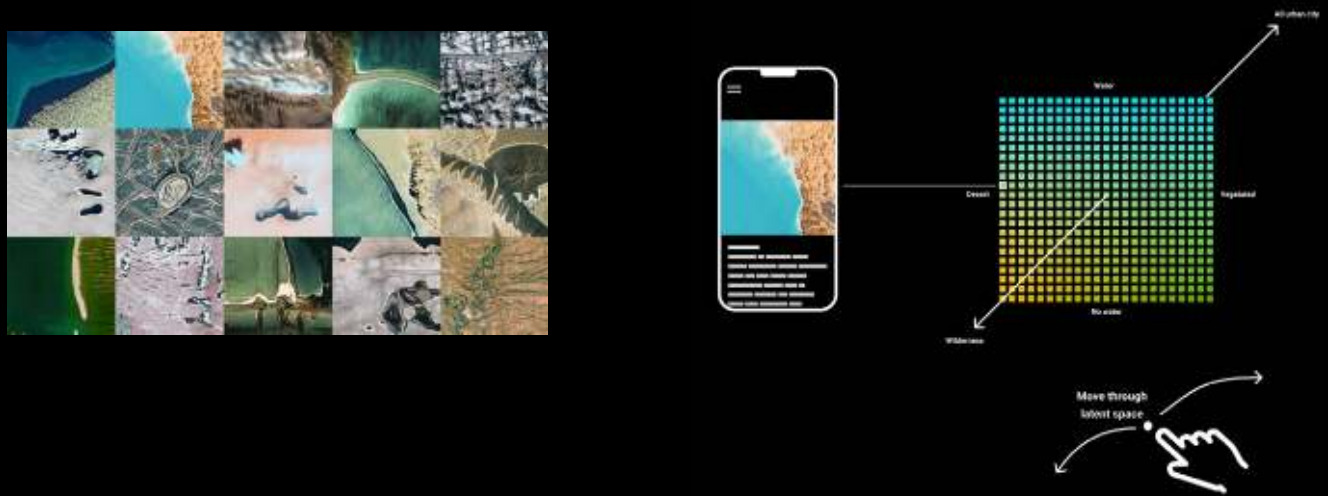 All urban city
Water
Desert
Vegetated
No water
Wilderness
Move through
latent space